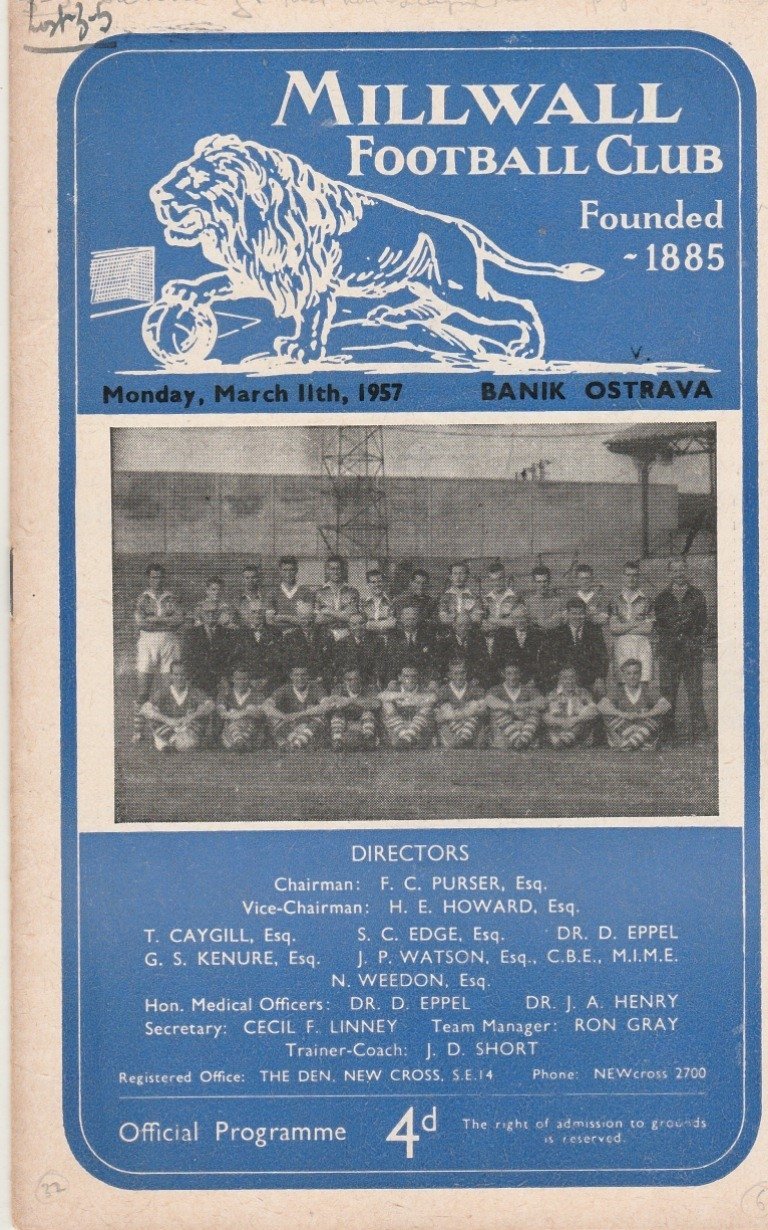 MILLWALL
FOOTBALL CLUB
Founded
~1885
v.
Monday, March 11th, 1957 BANIK OSTRAVA
DIRECTORS
Chairman: F. C. PURSER, Esq.
Vice-Chairman: H. E. HOWARD, Esq.
T. CAYGILL, Esq. S. C. EDGE, Esq. DR. D. EPPEL
G. S. KENURE, Esq. J. P. WATSON, Esq., C.B.E., M.I.M.E.
N. WEEDON, Esq.
Hon. Medical Officers: DR. D. EPPEL DR. J. A. HENRY
Secretary: CECIL F. LINNEY Team Manager: RON GRAY
Trainer-Coach: J. D. SHORT
Registered Office: THE DEN, NEW CROSS, S.E.14 Phone: NEWcross 2700
Official Programme 4d The right of admission to grounds
is reserved.
22